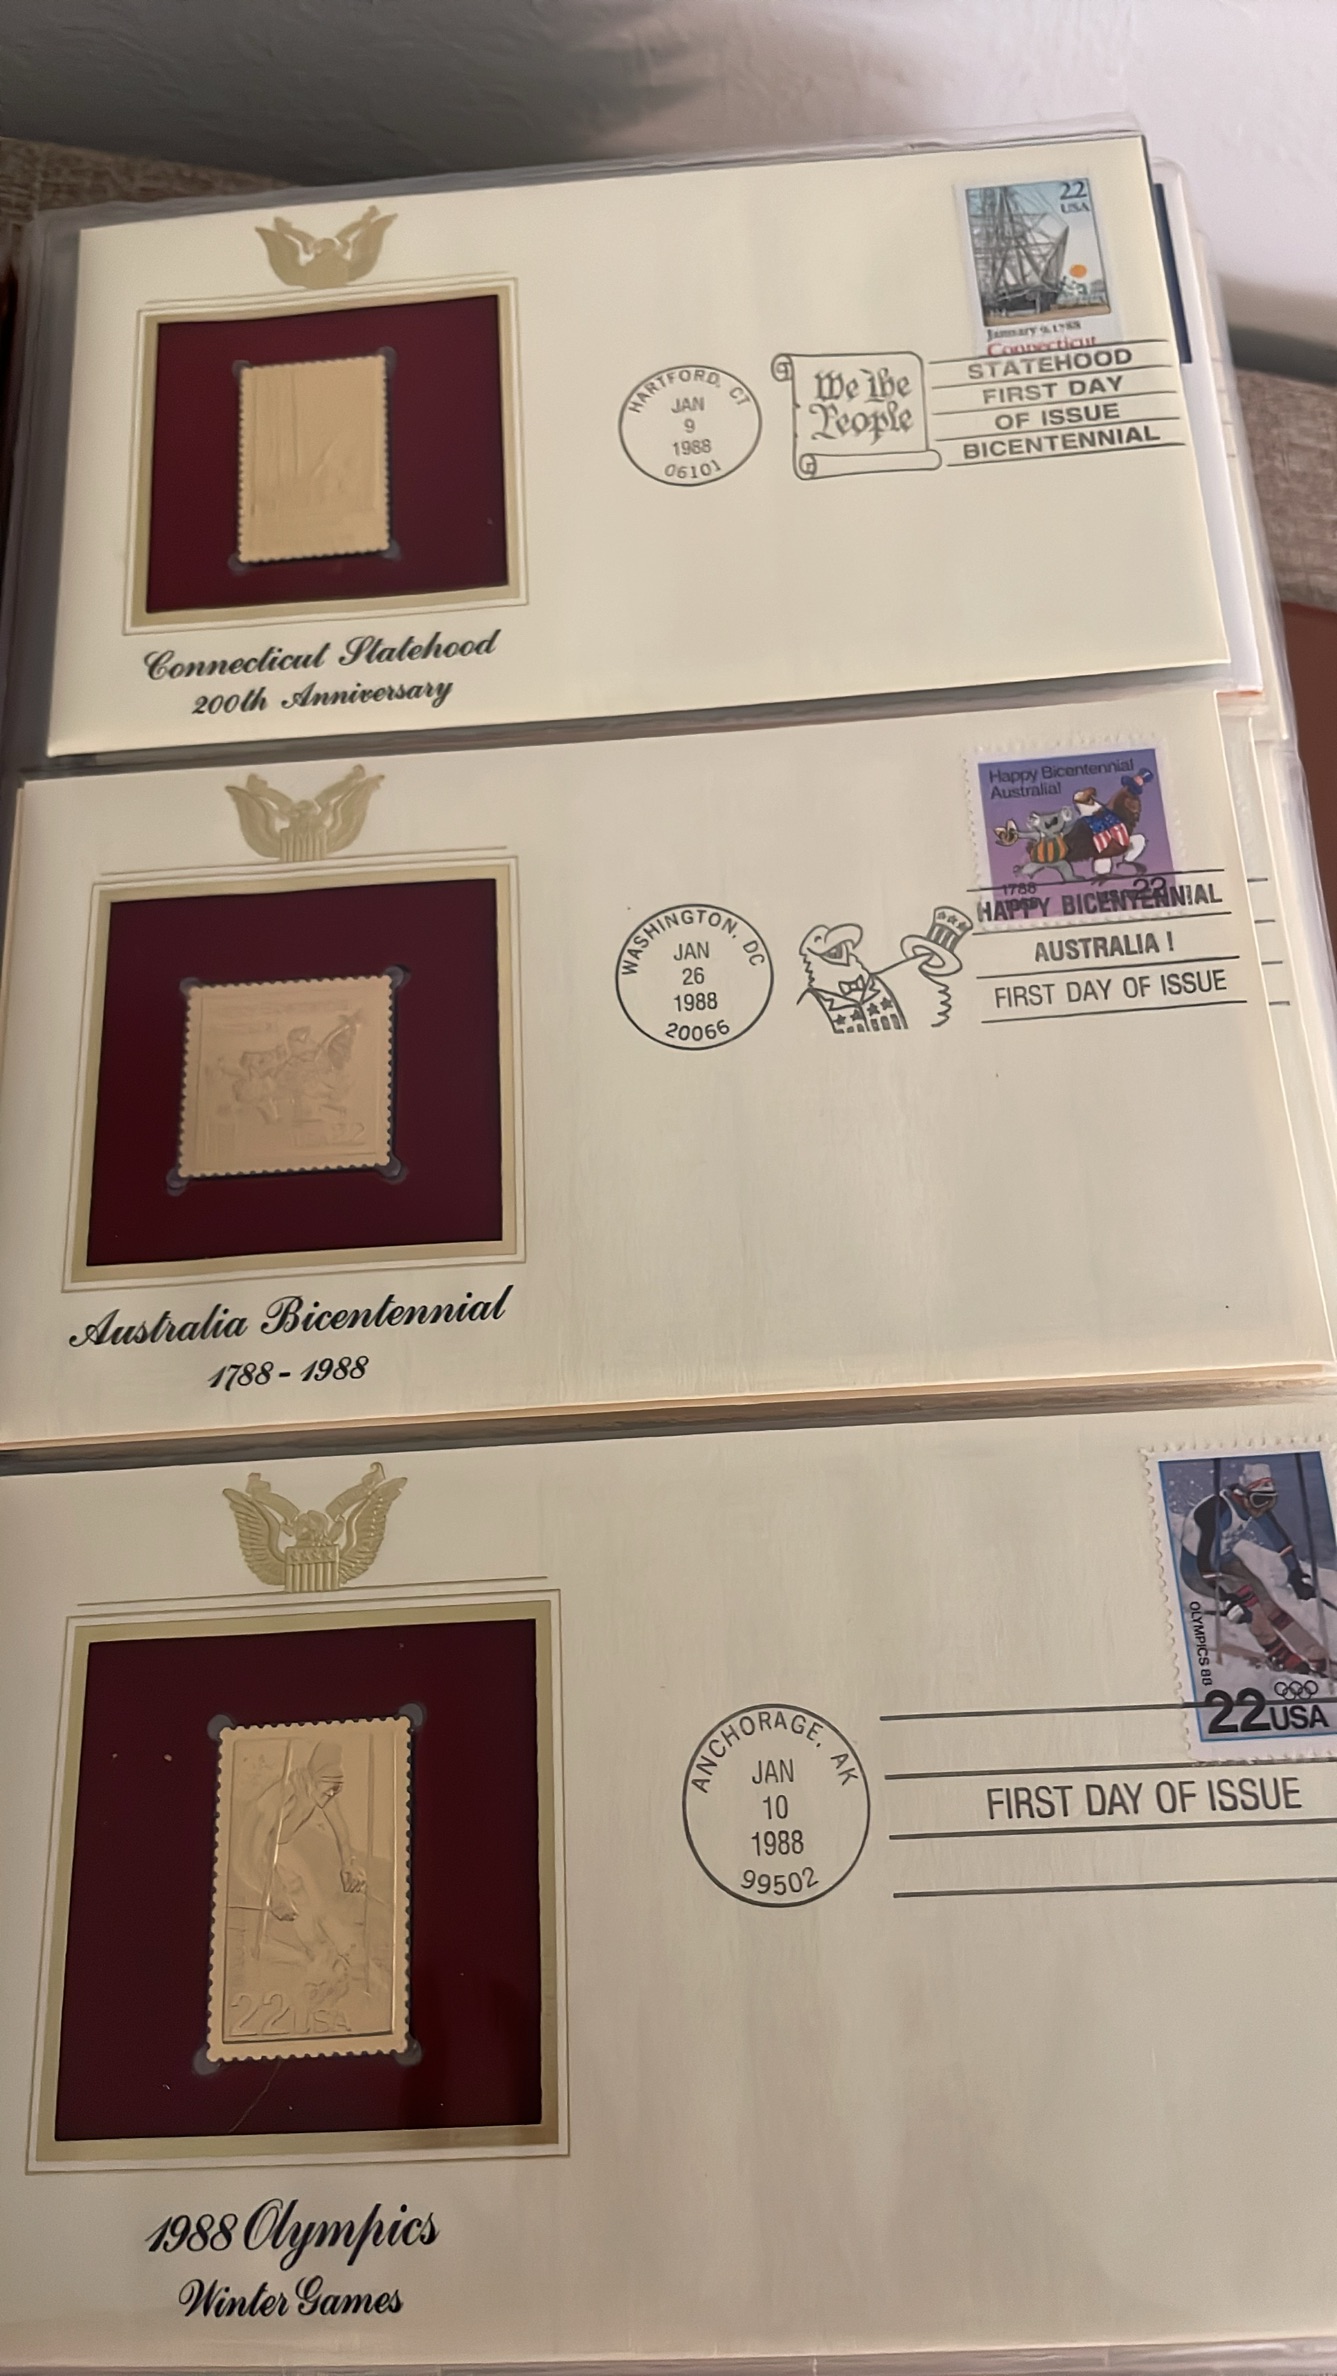 22
USA
January 9, 1788
Connecticut
HARTFORD, CT
JAN
9
1988
06101
We the
People
STATEHOOD
FIRST DAY
OF ISSUE
BICENTENNIAL
Connecticut Statehood
200th Anniversary
Happy Bicentennial
Australia!
1788
22
WASHINGTON, DC
JAN
26
1988
20066
HAPPY BICENTENNIAL
AUSTRALIA !
FIRST DAY OF ISSUE
22
Australia Bicentennial
1788-1988
OLYMPICS 88
22USA
ANCHORAGE, AK
JAN
10
1988
99502
FIRST DAY OF ISSUE
22USA
1988 Olympics
Winter Games